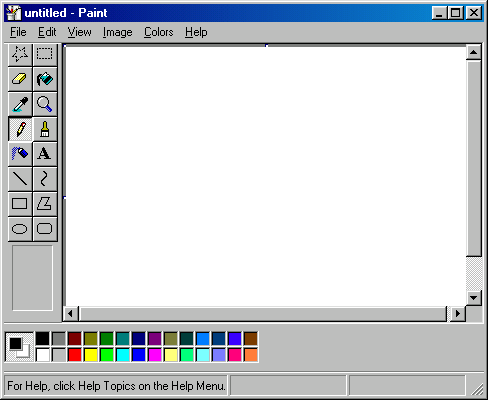 untitled - Paint
File Edit View Image Colors Help
A
For Help, click Help Topics on the Help Menu.